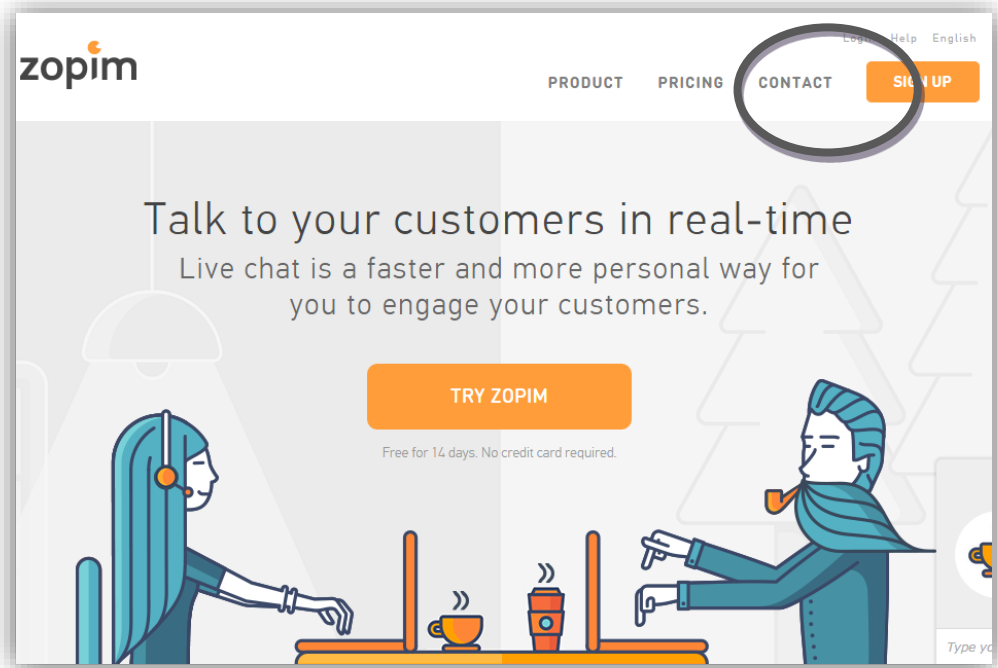 Login Help English
zopim
PRODUCT PRICING CONTACT SIGN UP
Talk to your customers in real-time
Live chat is a faster and more personal way for
you to engage your customers.
TRY ZOPIM
Free for 14 days. No credit card required.
Type